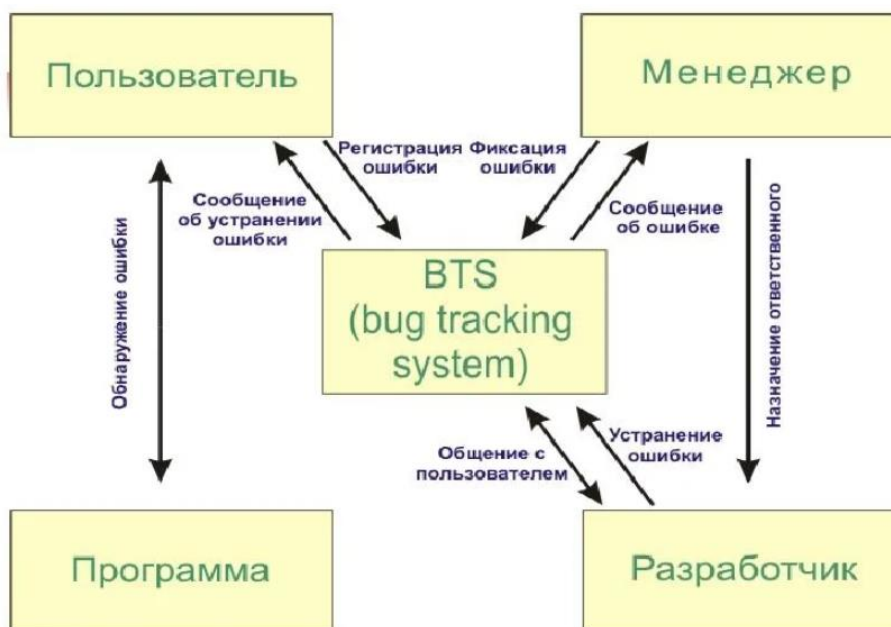 Пользователь
Менеджер
Регистрация
ошибки
Фиксация
ошибки
Сообщение
об устранении
ошибки
Сообщение
об ошибке
Обнаружение ошибки
BTS
(bug tracking
system)
Назначение ответственного
Общение с
пользователем
Устранение
ошибки
Программа
Разработчик